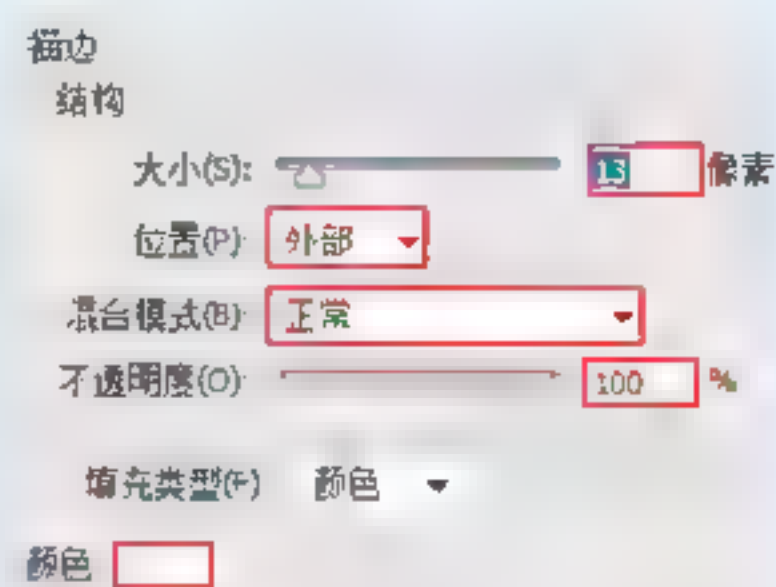 描边
结构
大小(S): 13 像素
位置(P) 外部
混合模式(B) 正常
不透明度(O) 100 %
填充类型(F) 颜色
颜色